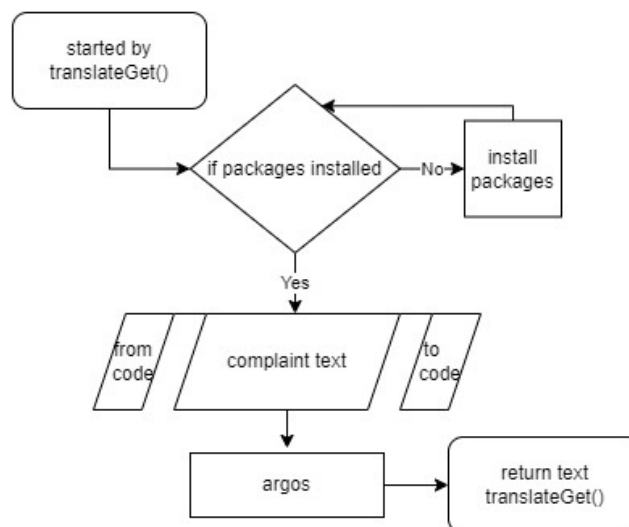 started by
translateGet()
if packages installed
No
install
packages
Yes
from
code
complaint text
to
code
argos
return text
translateGet()